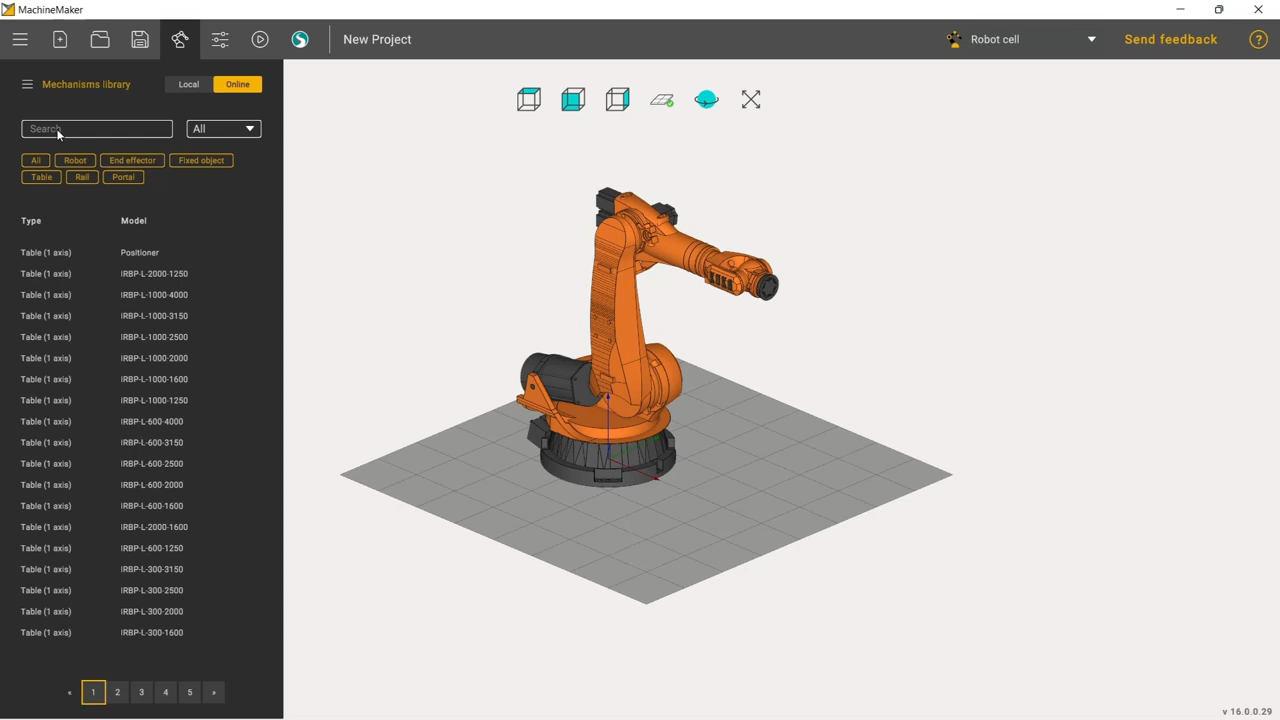 MachineMaker
New Project
Robot cell
Send feedback
?
Mechanisms library
Local
Online
Search
All
All
Robot
End effector
Fixed object
Table
Rail
Portal
Type Model
Table (1 axis) Positioner
Table (1 axis) IRBP-L-2000-1250
Table (1 axis) IRBP-L-1000-4000
Table (1 axis) IRBP-L-1000-3150
Table (1 axis) IRBP-L-1000-2500
Table (1 axis) IRBP-L-1000-2000
Table (1 axis) IRBP-L-1000-1600
Table (1 axis) IRBP-L-1000-1250
Table (1 axis) IRBP-L-600-4000
Table (1 axis) IRBP-L-600-3150
Table (1 axis) IRBP-L-600-2500
Table (1 axis) IRBP-L-600-2000
Table (1 axis) IRBP-L-600-1600
Table (1 axis) IRBP-L-2000-1600
Table (1 axis) IRBP-L-600-1250
Table (1 axis) IRBP-L-300-3150
Table (1 axis) IRBP-L-300-2500
Table (1 axis) IRBP-L-300-2000
Table (1 axis) IRBP-L-300-1600
« 1 2 3 4 5 »
v 16.0.0.29